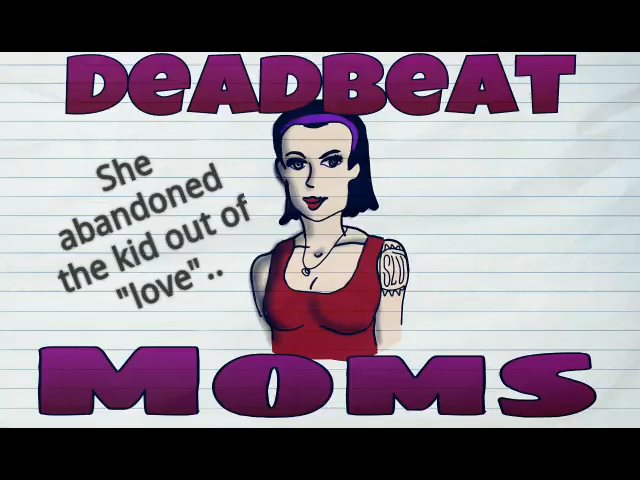 DeADBeAT
She
abandoned
the kid out of
"love"..
MOMS